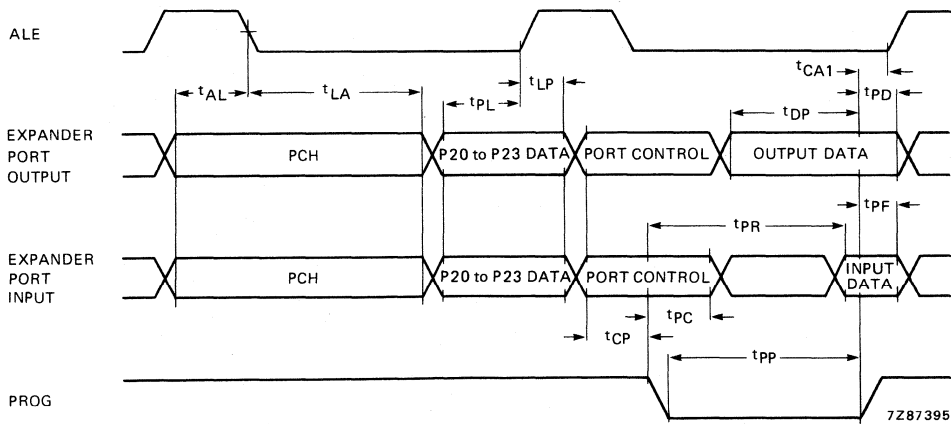 ALE
tCA1
tAL
tLA
tPL
tLP
tDP
tPD
EXPANDER
PORT
OUTPUT
PCH
P20 to P23 DATA
PORT CONTROL
OUTPUT DATA
tPR
tPF
EXPANDER
PORT
INPUT
PCH
P20 to P23 DATA
PORT CONTROL
INPUT
DATA
tPC
tCP
tPP
PROG
7Z87395